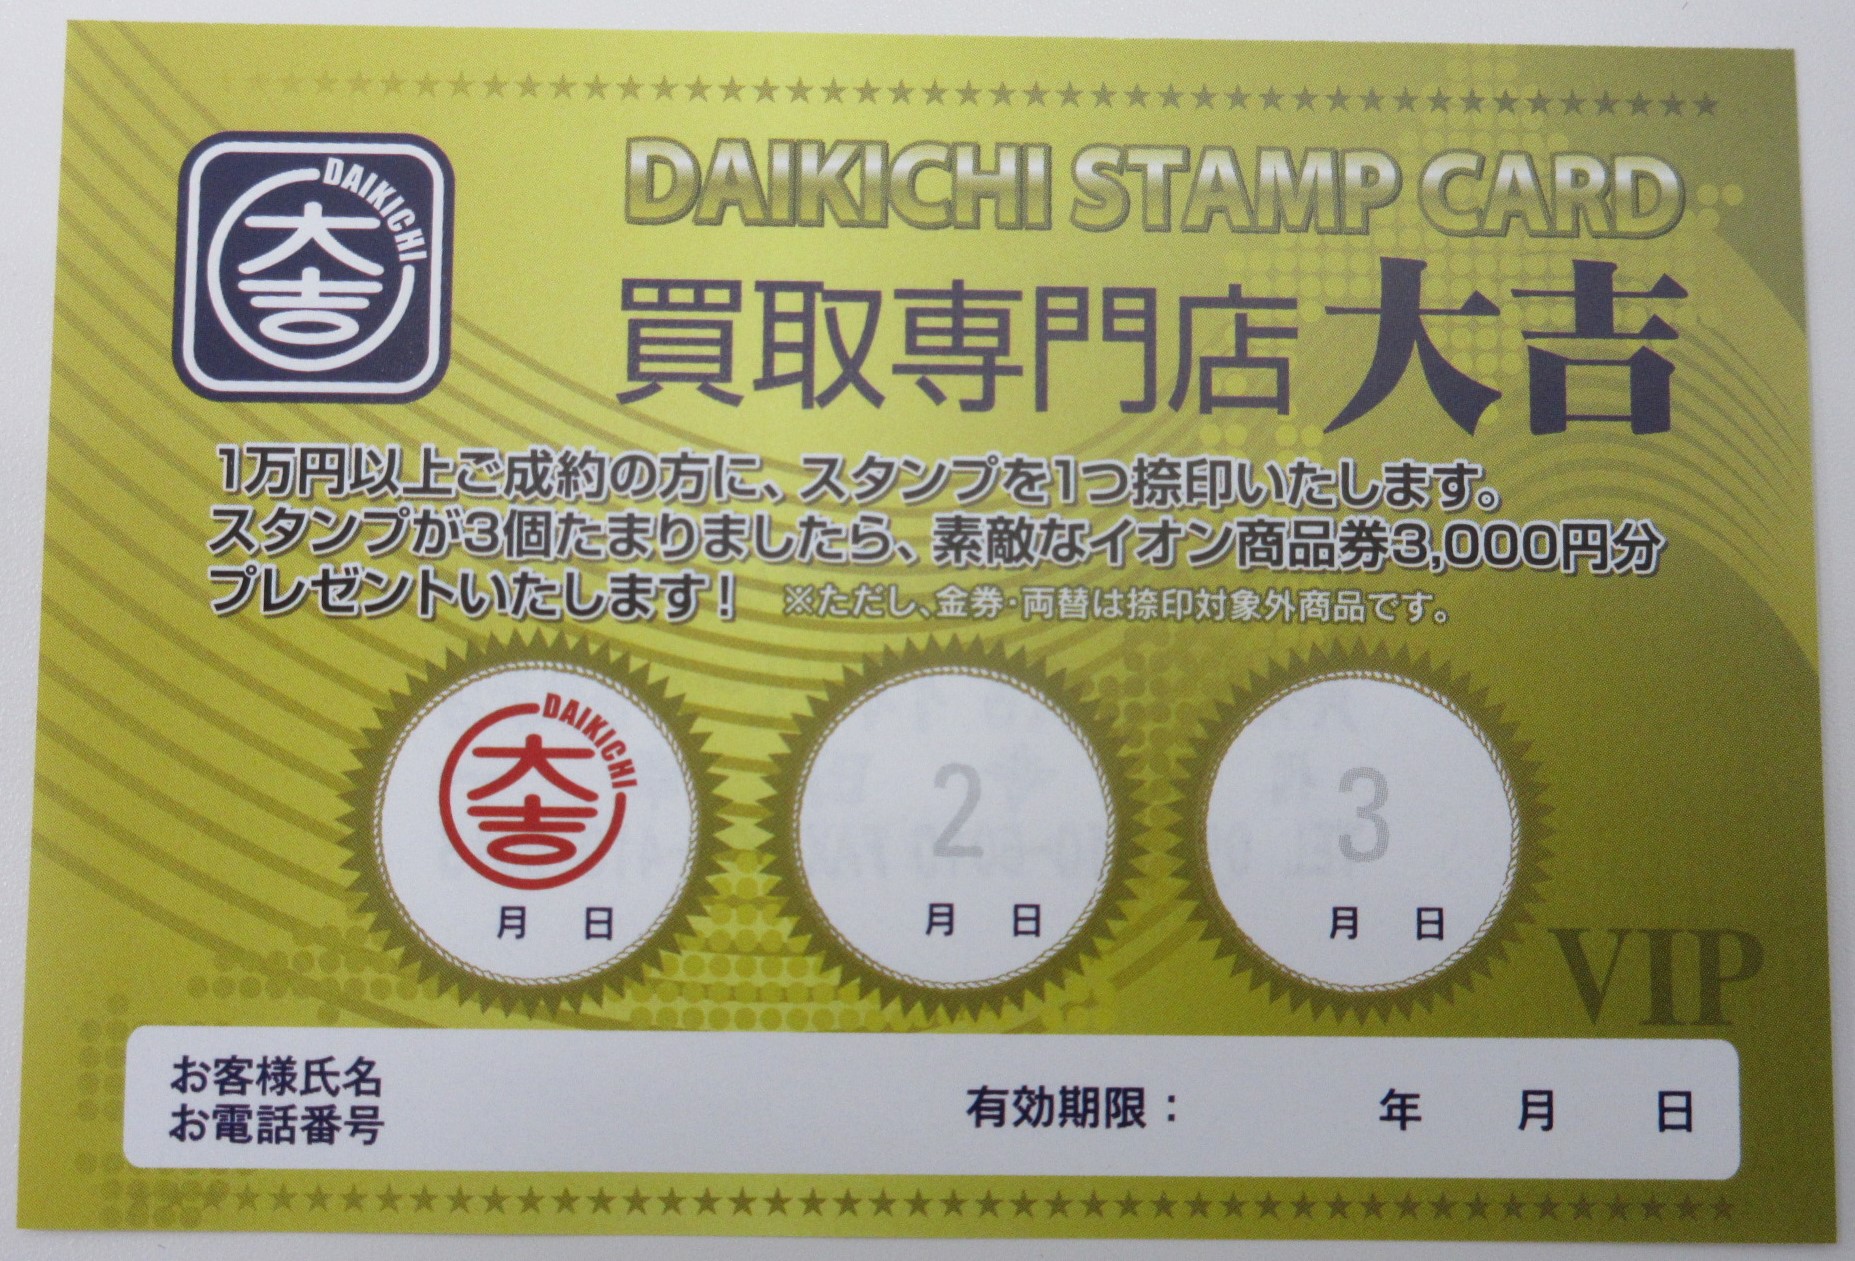 DAIKICHI
大吉
DAIKICHI STAMP CARD
買取専門店 大吉
1万円以上ご成約の方に、スタンプを1つ捺印いたします。
スタンプが3個たまりましたら、素敵なイオン商品券3,000円分
プレゼントいたします! ※ただし、金券・両替は捺印対象外商品です。
DAIKICHI
大吉
月 日
2
月 日
3
月 日
VIP
お客様氏名
お電話番号
有効期限: 年 月 日